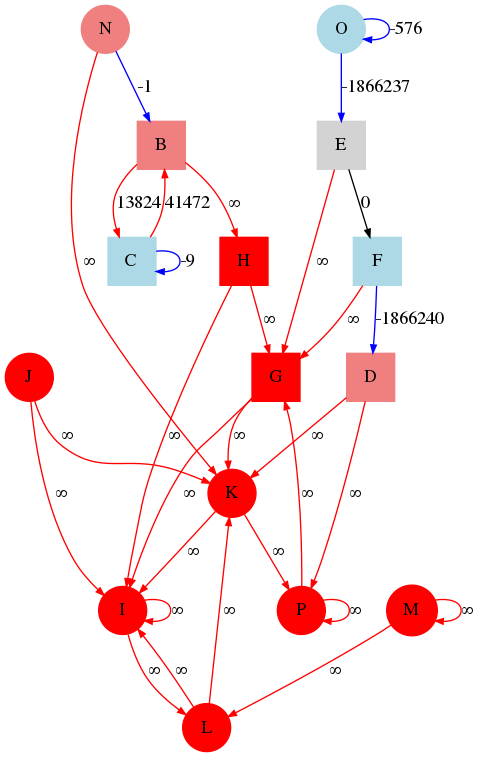 N O -576
-1 -1866237
B E
13824 41472 ∞ 0
∞ C -9 H ∞ F
∞ ∞ -1866240
J G D
∞ ∞ ∞ ∞
∞ ∞ K ∞ ∞
∞ ∞
I ∞ P ∞ M ∞
∞ ∞ ∞ ∞
L